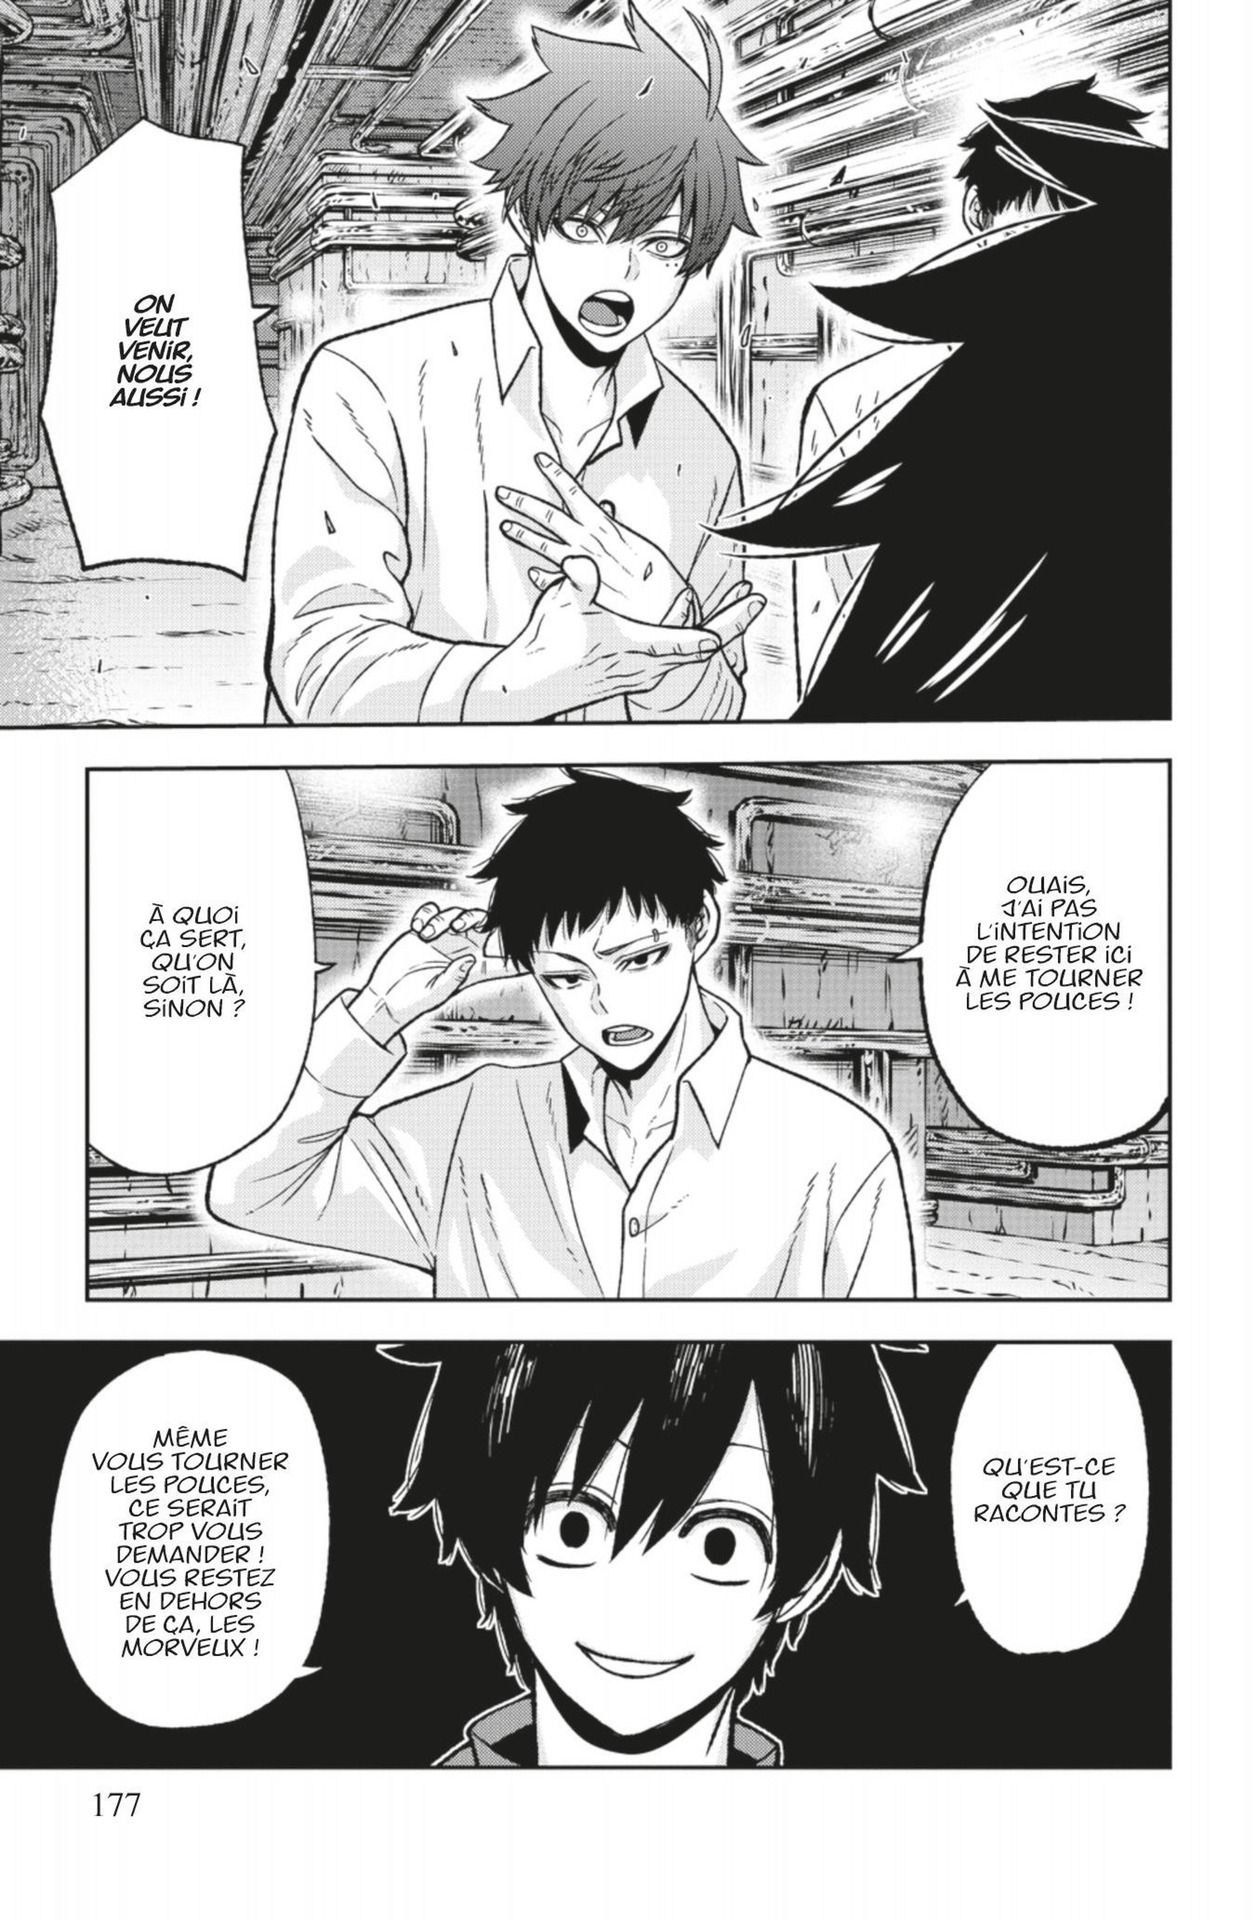 ON
VEUT
VENIR,
NOUS
AUSSI !
OUAIS,
J'AI PAS
L'INTENTION
DE RESTER ICI
À ME TOURNER
LES POUCES !
À QUOI
ÇA SERT,
QU'ON
SOIT LÀ,
SINON ?
QU'EST-CE
QUE TU
RACONTES ?
MÊME
VOUS TOURNER
LES POUCES,
CE SERAIT
TROP VOUS
DEMANDER !
VOUS RESTEZ
EN DEHORS
DE ÇA, LES
MORVEUX !
177